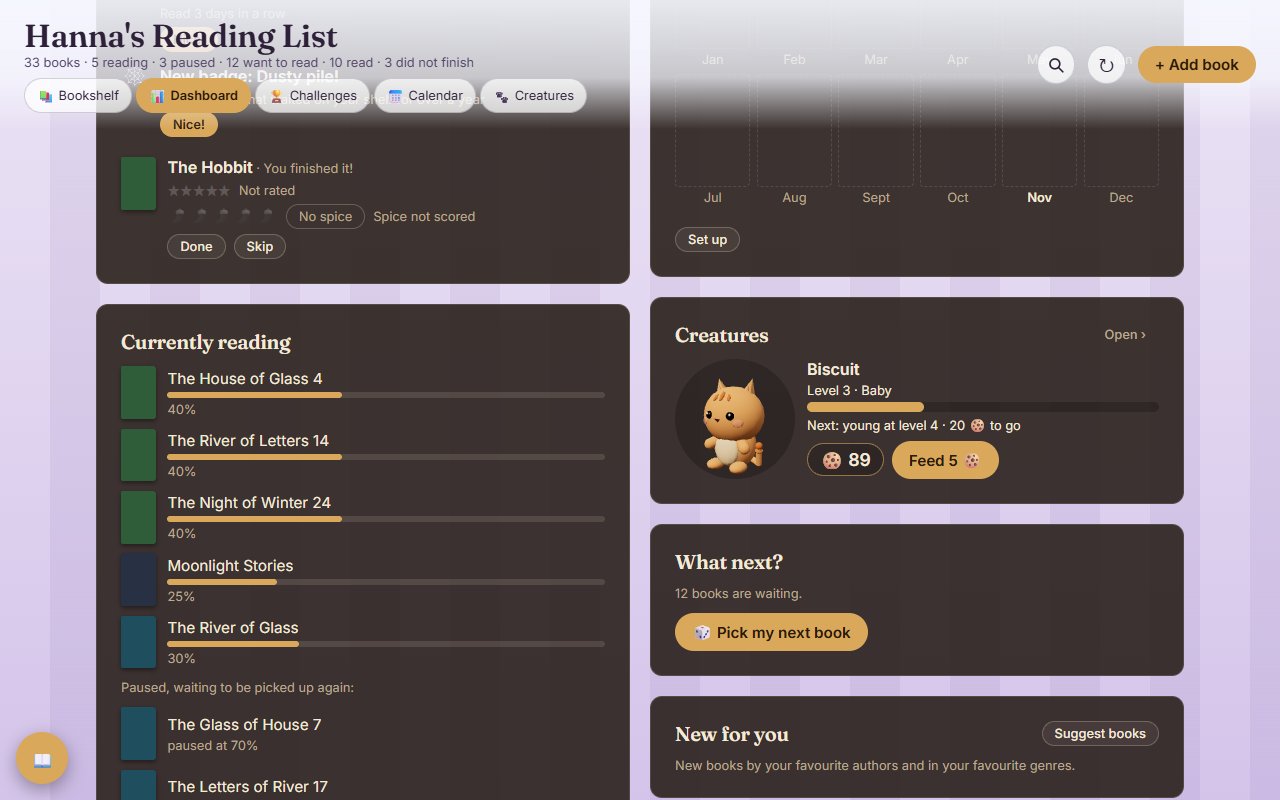 Read 3 days in a row
Hanna's Reading List
33 books · 5 reading · 3 paused · 12 want to read · 10 read · 3 did not finish
New badge: Dusty pile!
Bookshelf
Dashboard
Challenges
Calendar
Creatures
+ Add book
Nice!
The Hobbit · You finished it!
Not rated
No spice
Spice not scored
Done
Skip
Currently reading
The House of Glass 4
40%
The River of Letters 14
40%
The Night of Winter 24
40%
Moonlight Stories
25%
The River of Glass
30%
Paused, waiting to be picked up again:
The Glass of House 7
paused at 70%
The Letters of River 17
Jan
Feb
Mar
Apr
Jul
Aug
Sept
Oct
Nov
Dec
Set up
Creatures
Open ›
Biscuit
Level 3 · Baby
Next: young at level 4 · 20 🍪 to go
🍪 89
Feed 5 🍪
What next?
12 books are waiting.
Pick my next book
New for you
Suggest books
New books by your favourite authors and in your favourite genres.